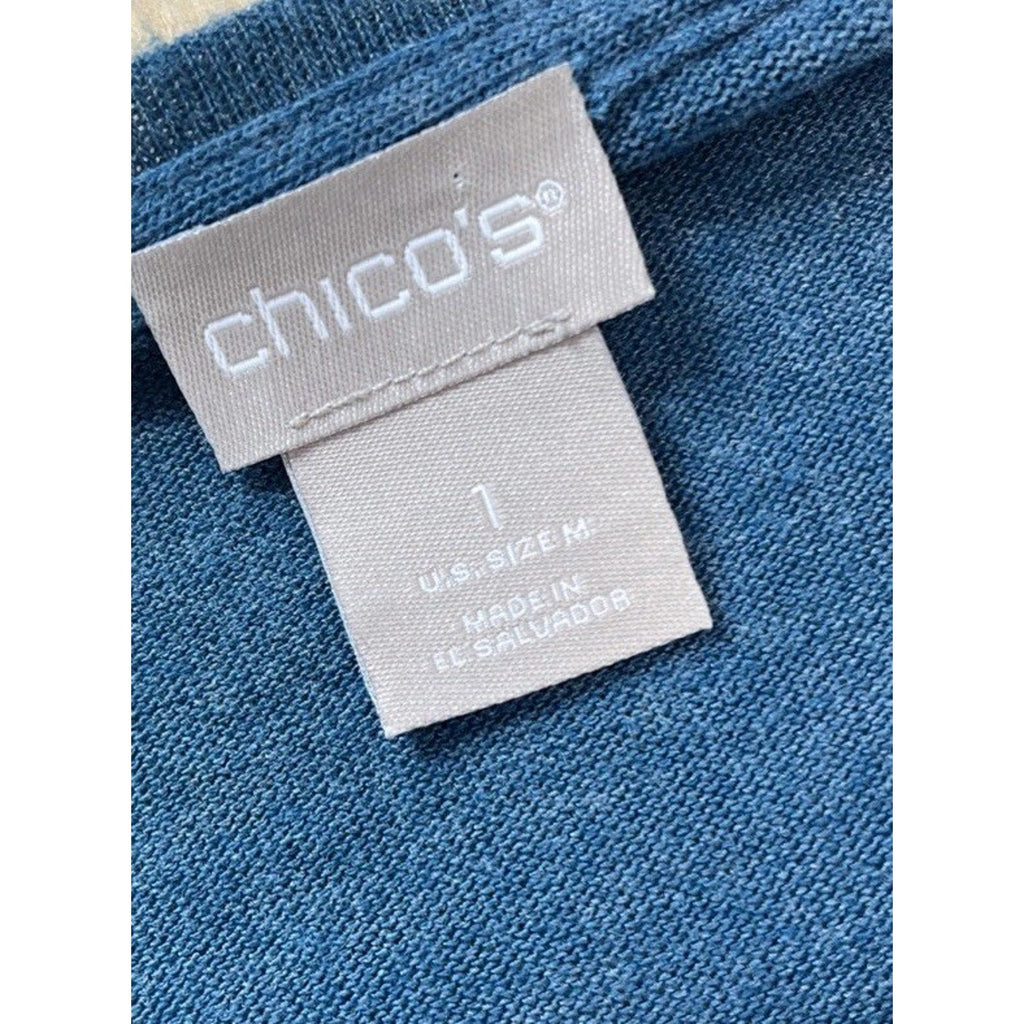 chico's®
1
U.S. SIZE M
MADE IN
EL SALVADOR